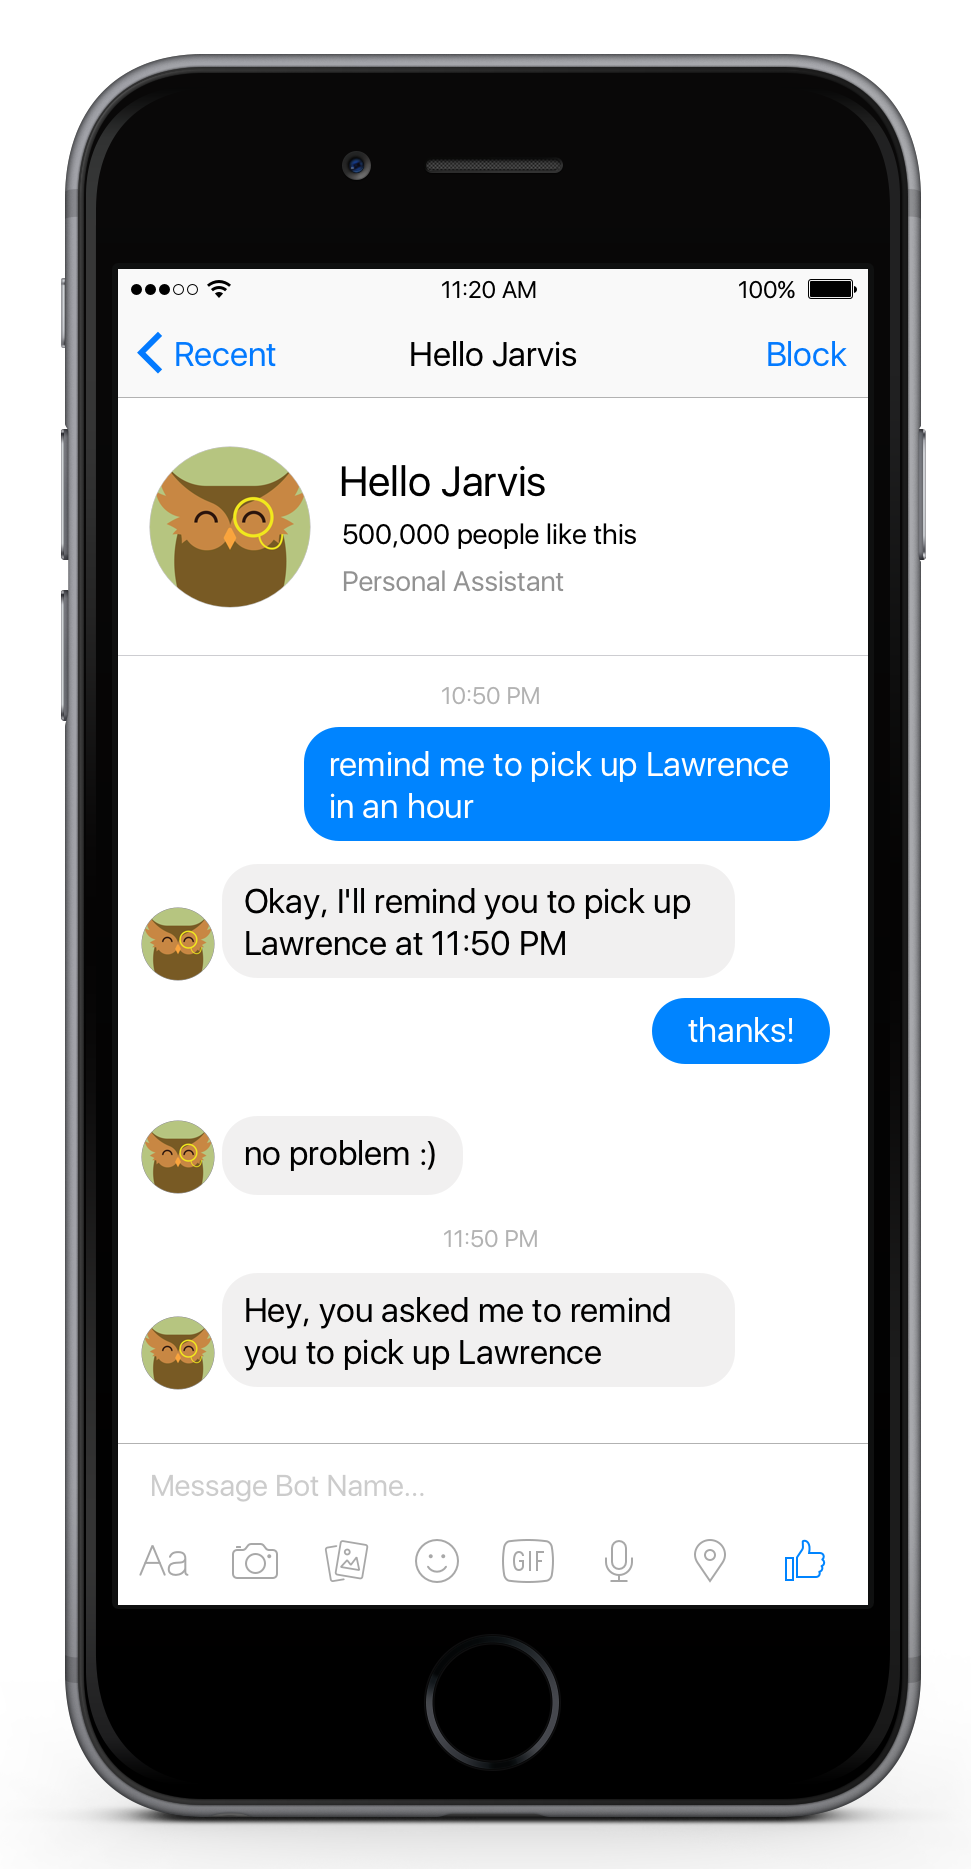 11:20 AM
100%
Recent
Hello Jarvis
Block
Hello Jarvis
500,000 people like this
Personal Assistant
10:50 PM
remind me to pick up Lawrence
in an hour
Okay, I'll remind you to pick up
Lawrence at 11:50 PM
thanks!
no problem :)
11:50 PM
Hey, you asked me to remind
you to pick up Lawrence
Message Bot Name...
Aa
GIF